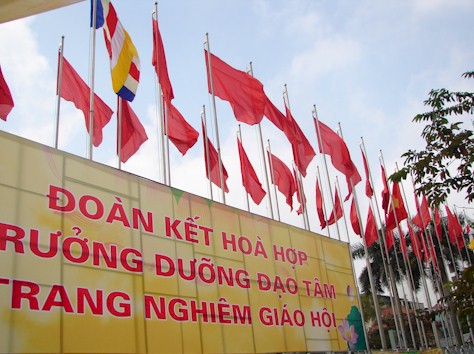 ĐOÀN KẾT HOÀ HỢP
RƯỞNG DƯỠNG ĐẠO TÂM
TRANG NGHIÊM GIÁO HỘI